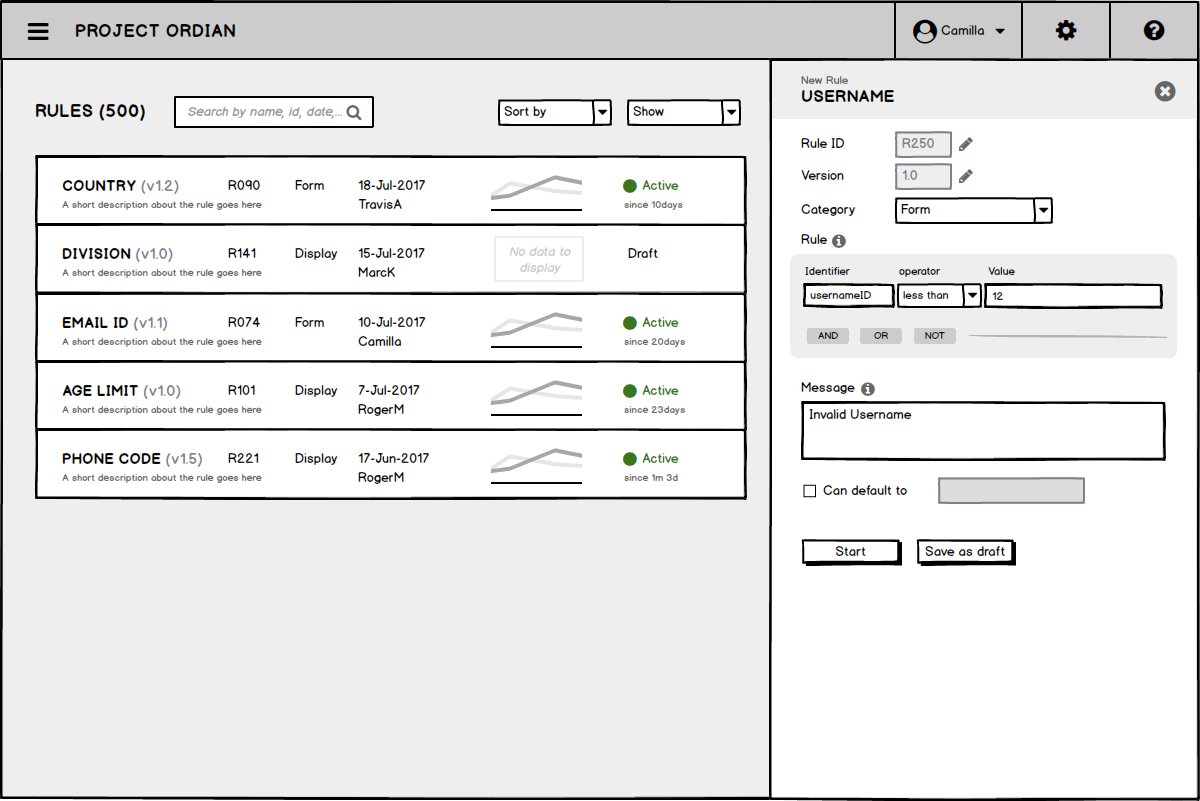 PROJECT ORDIAN
Camilla
RULES (500)
Search by name, id, date,...
Sort by
Show
COUNTRY (v1.2) R090 Form 18-Jul-2017 Active
A short description about the rule goes here TravisA since 10days
DIVISION (v1.0) R141 Display 15-Jul-2017 No data to Draft
A short description about the rule goes here MarcK display
EMAIL ID (v1.1) R074 Form 10-Jul-2017 Active
A short description about the rule goes here Camilla since 20days
AGE LIMIT (v1.0) R101 Display 7-Jul-2017 Active
A short description about the rule goes here RogerM since 23days
PHONE CODE (v1.5) R221 Display 17-Jun-2017 Active
A short description about the rule goes here RogerM since 1m 3d
New Rule
USERNAME
Rule ID R250
Version 1.0
Category Form
Rule
Identifier operator Value
usernameID less than 12
AND OR NOT
Message
Invalid Username
Can default to
Start Save as draft